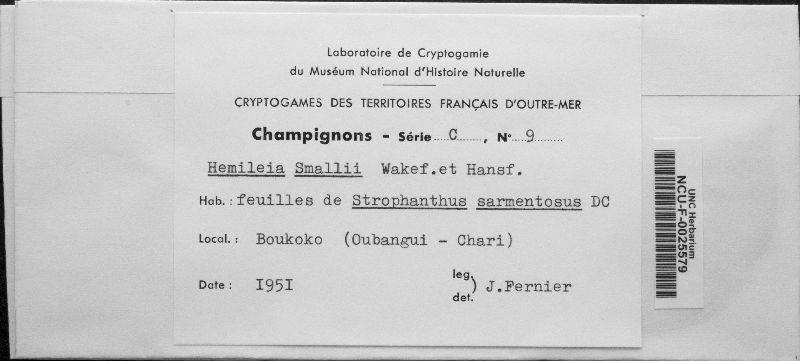 Laboratoire de Cryptogamie
du Muséum National d'Histoire Naturelle
CRYPTOGAMES DES TERRITOIRES FRANÇAIS D'OUTRE-MER
Champignons - Série C, N° 9
Hemileia Smallii Wakef.et Hansf.
Hab.: feuilles de Strophanthus sarmentosus DC
Local.: Boukoko (Oubangui - Chari)
Date: I95I
leg.
det.) J.Fernier
UNC Herbarium
NCU-F-0025579